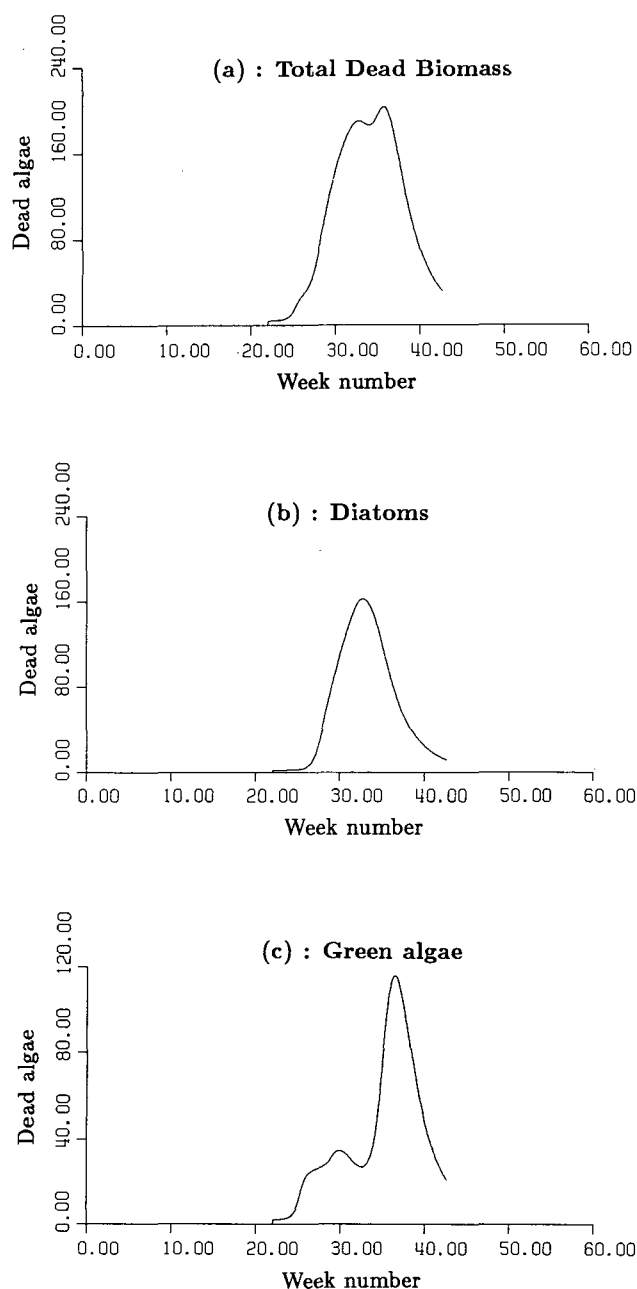 (a) : Total Dead Biomass
240.00
160.00
80.00
0.00
Dead algae
0.00 10.00 20.00 30.00 40.00 50.00 60.00
Week number
(b) : Diatoms
240.00
160.00
80.00
0.00
Dead algae
0.00 10.00 20.00 30.00 40.00 50.00 60.00
Week number
(c) : Green algae
120.00
80.00
40.00
0.00
Dead algae
0.00 10.00 20.00 30.00 40.00 50.00 60.00
Week number